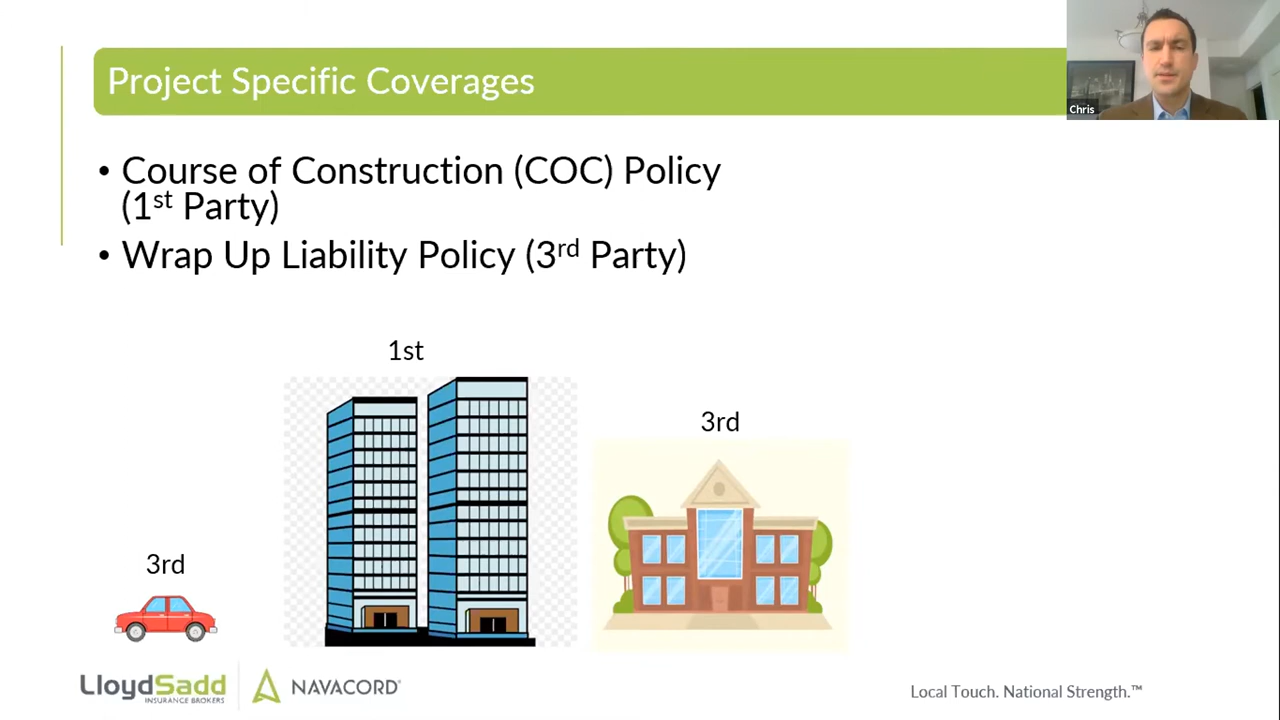 Project Specific Coverages
Chris
• Course of Construction (COC) Policy
(1st Party)
• Wrap Up Liability Policy (3rd Party)
1st
3rd
3rd
LloydSadd
INSURANCE BROKERS
NAVACORD®
Local Touch. National Strength.™